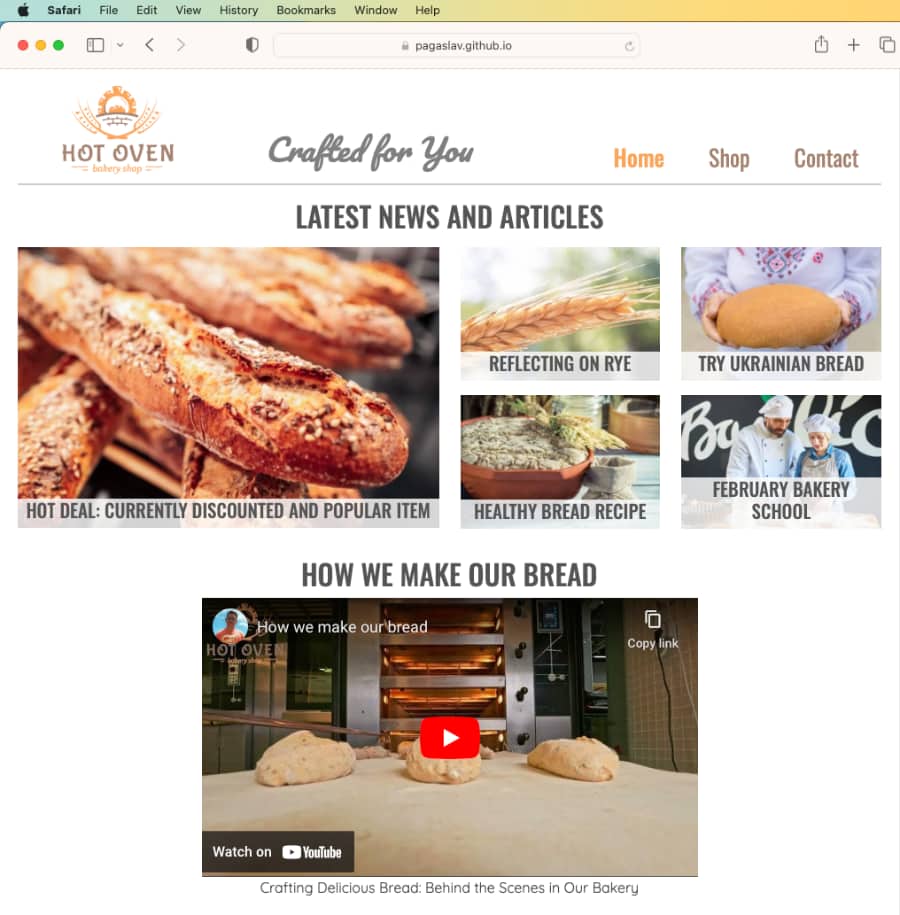 Safari File Edit View History Bookmarks Window Help
pagaslav.github.io
HOT OVEN
bakery shop
Crafted for You
Home Shop Contact
LATEST NEWS AND ARTICLES
HOT DEAL: CURRENTLY DISCOUNTED AND POPULAR ITEM
REFLECTING ON RYE
TRY UKRAINIAN BREAD
HEALTHY BREAD RECIPE
FEBRUARY BAKERY
SCHOOL
HOW WE MAKE OUR BREAD
How we make our bread
Copy link
HOT OVEN
bakery shop
Watch on YouTube
Crafting Delicious Bread: Behind the Scenes in Our Bakery